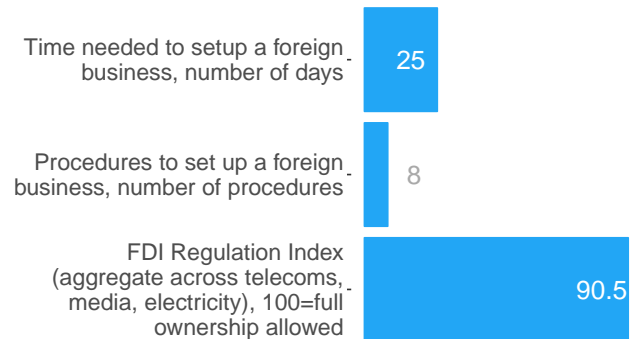 Time needed to setup a foreign
business, number of days
25
Procedures to set up a foreign
business, number of procedures
8
FDI Regulation Index
(aggregate across telecoms,
media, electricity), 100=full
ownership allowed
90.5